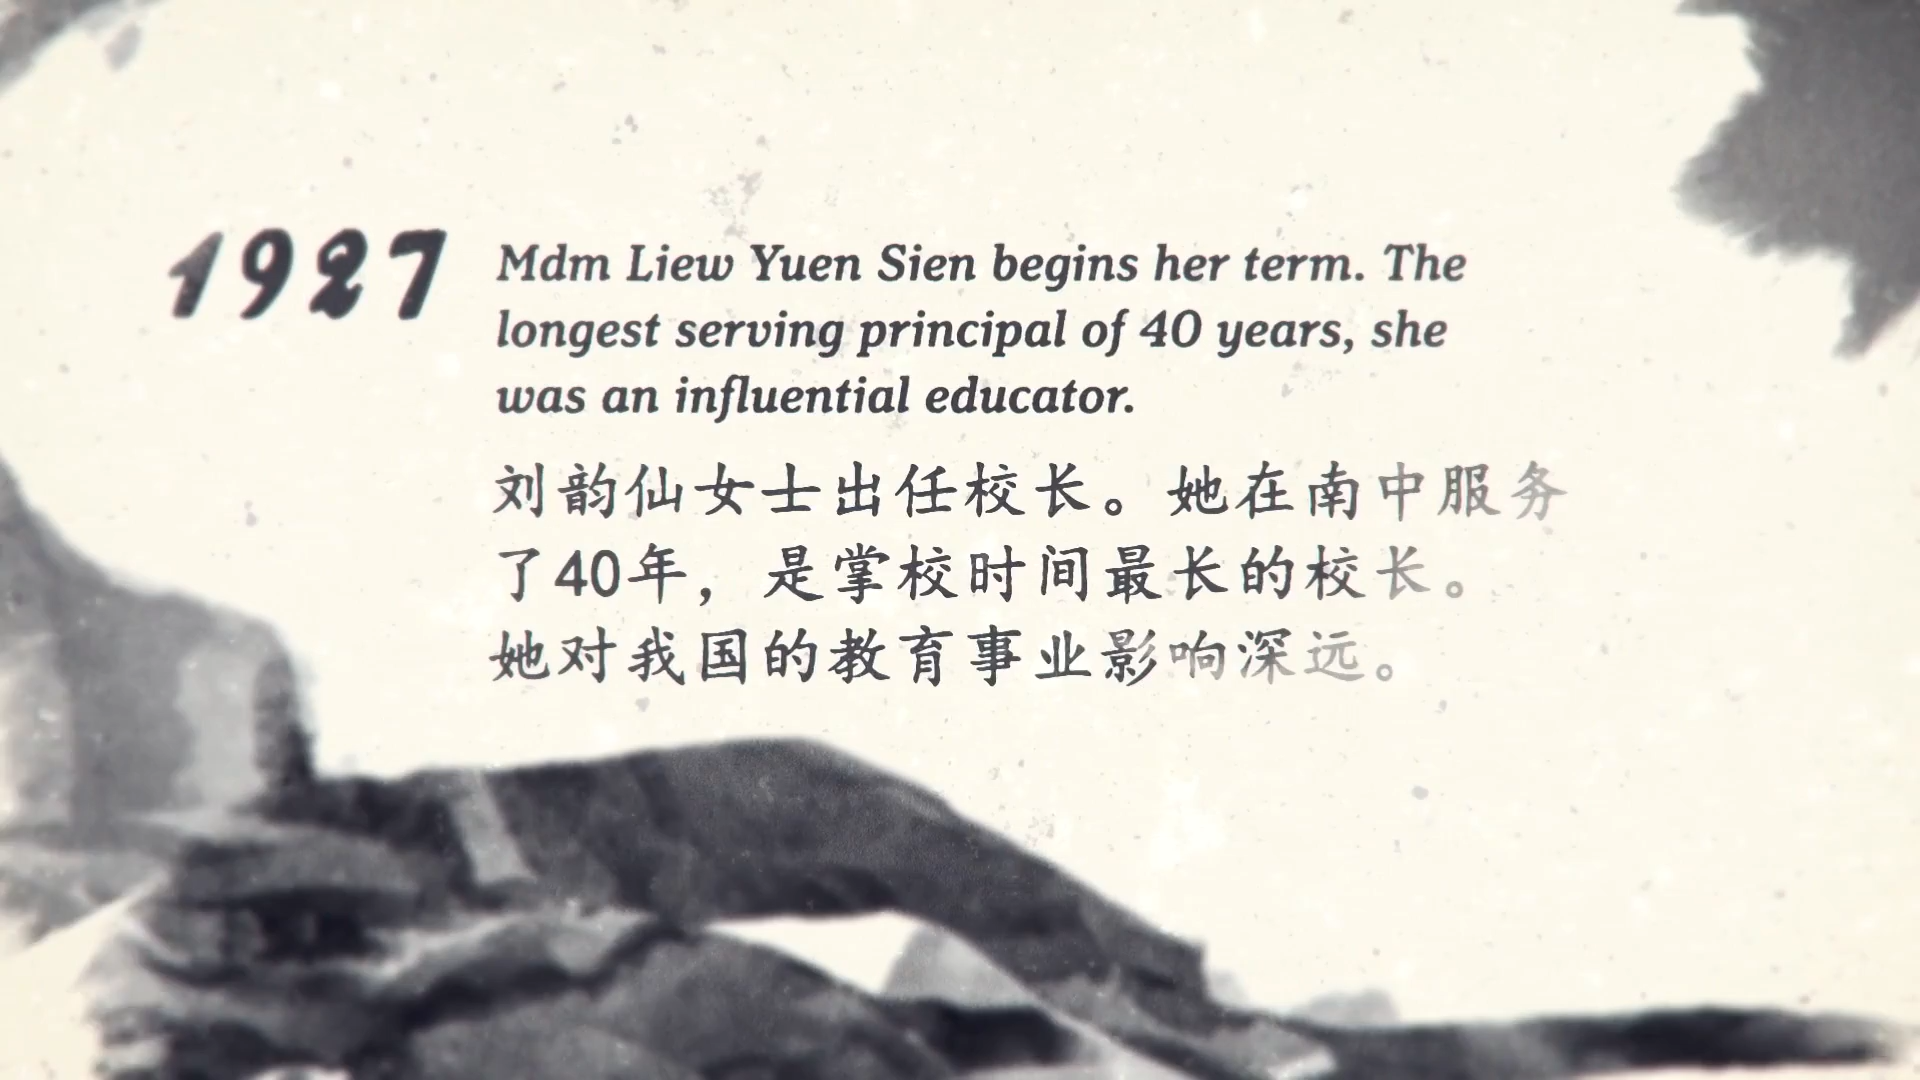 1927
Mdm Liew Yuen Sien begins her term. The
longest serving principal of 40 years, she
was an influential educator.
刘韵仙女士出任校长。她在南中服务
了40年，是掌校时间最长的校长。
她对我国的教育事业影响深远。